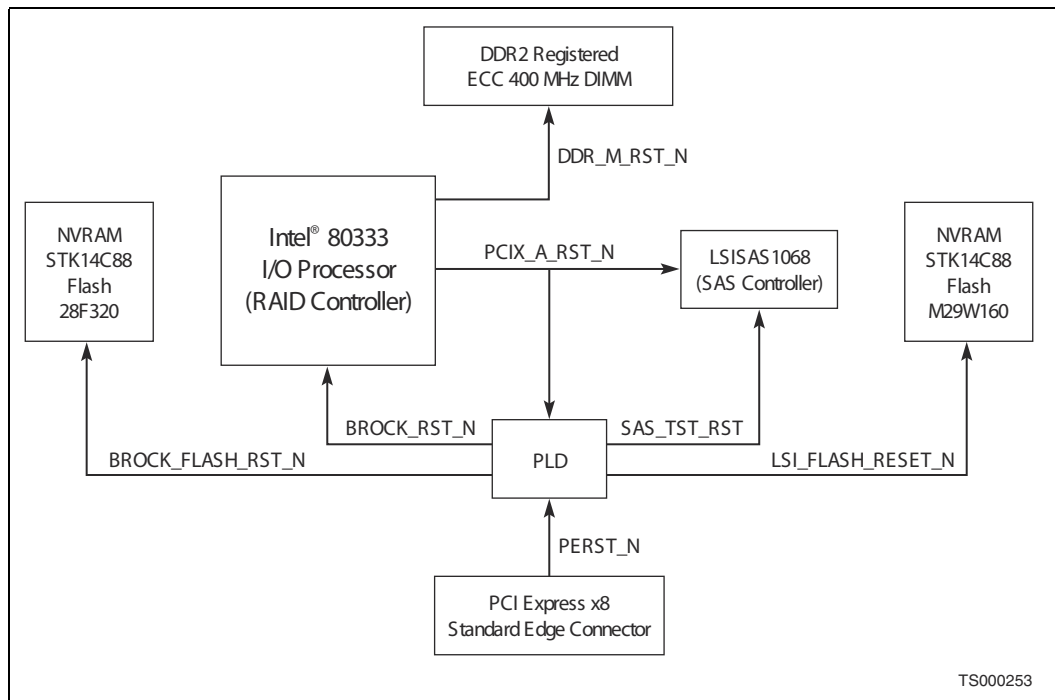 DDR2 Registered
ECC 400 MHz DIMM
DDR_M_RST_N
NVRAM
STK14C88
Flash
28F320
Intel® 80333
I/O Processor
(RAID Controller)
PCIX_A_RST_N
LSISAS1068
(SAS Controller)
NVRAM
STK14C88
Flash
M29W160
BROCK_RST_N
SAS_TST_RST
BROCK_FLASH_RST_N
PLD
LSI_FLASH_RESET_N
PERST_N
PCI Express x8
Standard Edge Connector
TS000253